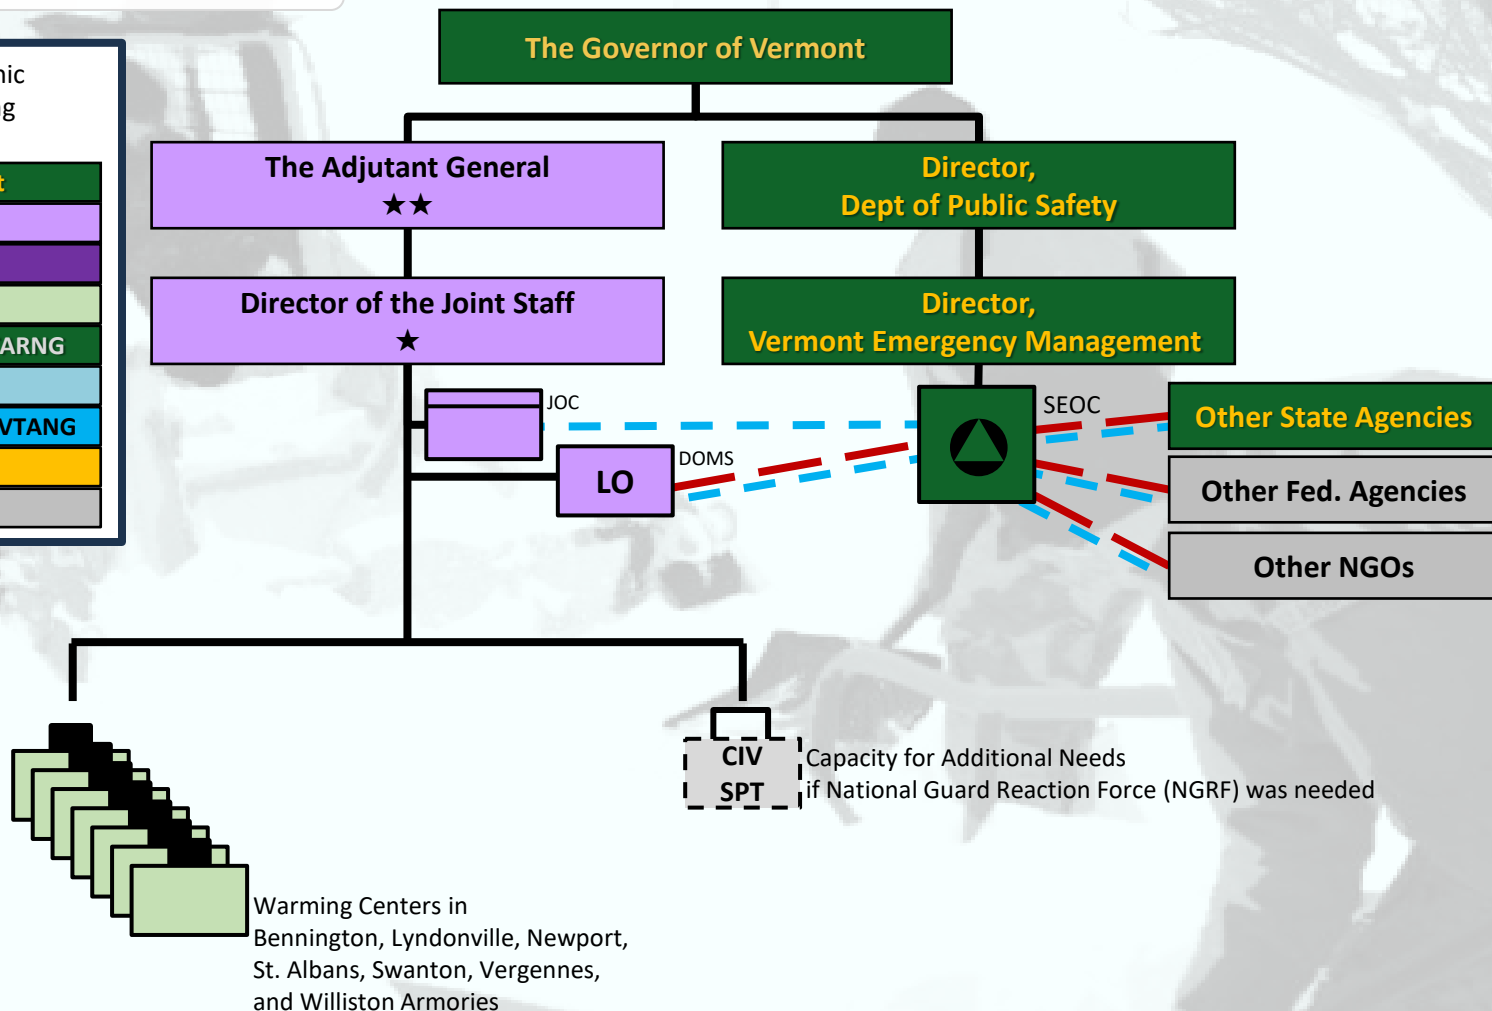 The Governor of Vermont
The Adjutant General
★★
Director,
Dept of Public Safety
Director of the Joint Staff
★
Director,
Vermont Emergency Management
ARNG
VTANG
JOC
LO
DOMS
SEOC
Other State Agencies
Other Fed. Agencies
Other NGOs
CIV
SPT
Capacity for Additional Needs
if National Guard Reaction Force (NGRF) was needed
Warming Centers in
Bennington, Lyndonville, Newport,
St. Albans, Swanton, Vergennes,
and Williston Armories